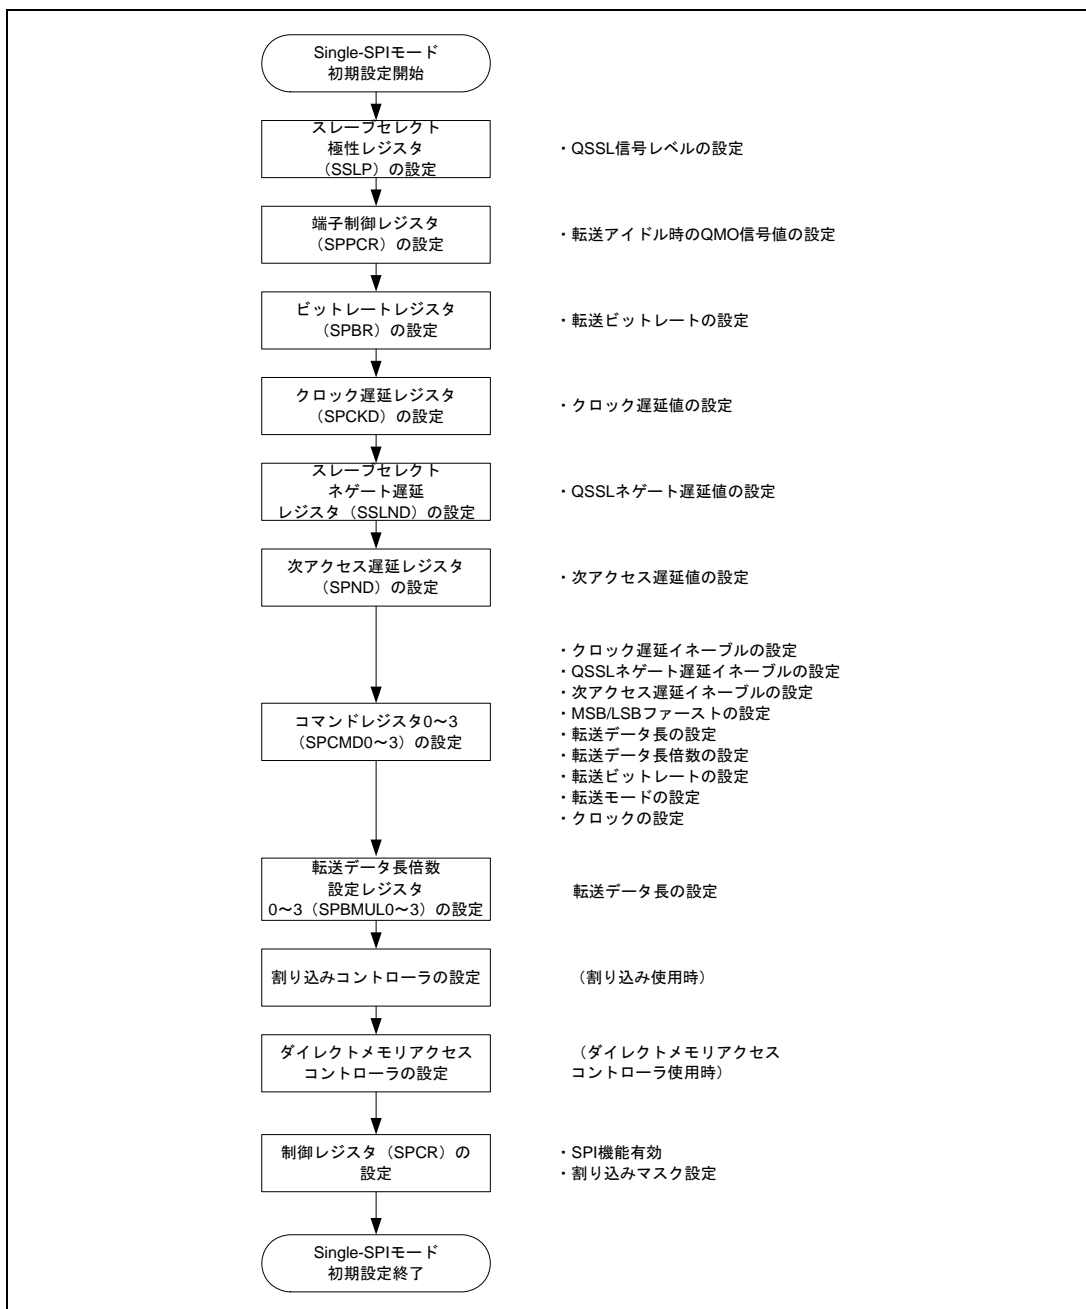 Single-SPIモード
初期設定開始
スレーブセレクト
極性レジスタ
（SSLP）の設定
・QSSL信号レベルの設定
端子制御レジスタ
（SPPCR）の設定
・転送アイドル時のQMO信号値の設定
ビットレートレジスタ
（SPBR）の設定
・転送ビットレートの設定
クロック遅延レジスタ
（SPCKD）の設定
・クロック遅延値の設定
スレーブセレクト
ネゲート遅延
レジスタ（SSLND）の設定
・QSSLネゲート遅延値の設定
次アクセス遅延レジスタ
（SPND）の設定
・次アクセス遅延値の設定
コマンドレジスタ0～3
（SPCMD0～3）の設定
・クロック遅延イネーブルの設定
・QSSLネゲート遅延イネーブルの設定
・次アクセス遅延イネーブルの設定
・MSB/LSBファーストの設定
・転送データ長の設定
・転送データ長倍数の設定
・転送ビットレートの設定
・転送モードの設定
・クロックの設定
転送データ長倍数
設定レジスタ
0～3（SPBMUL0～3）の設定
転送データ長の設定
割り込みコントローラの設定
（割り込み使用時）
ダイレクトメモリアクセス
コントローラの設定
（ダイレクトメモリアクセス
コントローラ使用時）
制御レジスタ（SPCR）の
設定
・SPI機能有効
・割り込みマスク設定
Single-SPIモード
初期設定終了